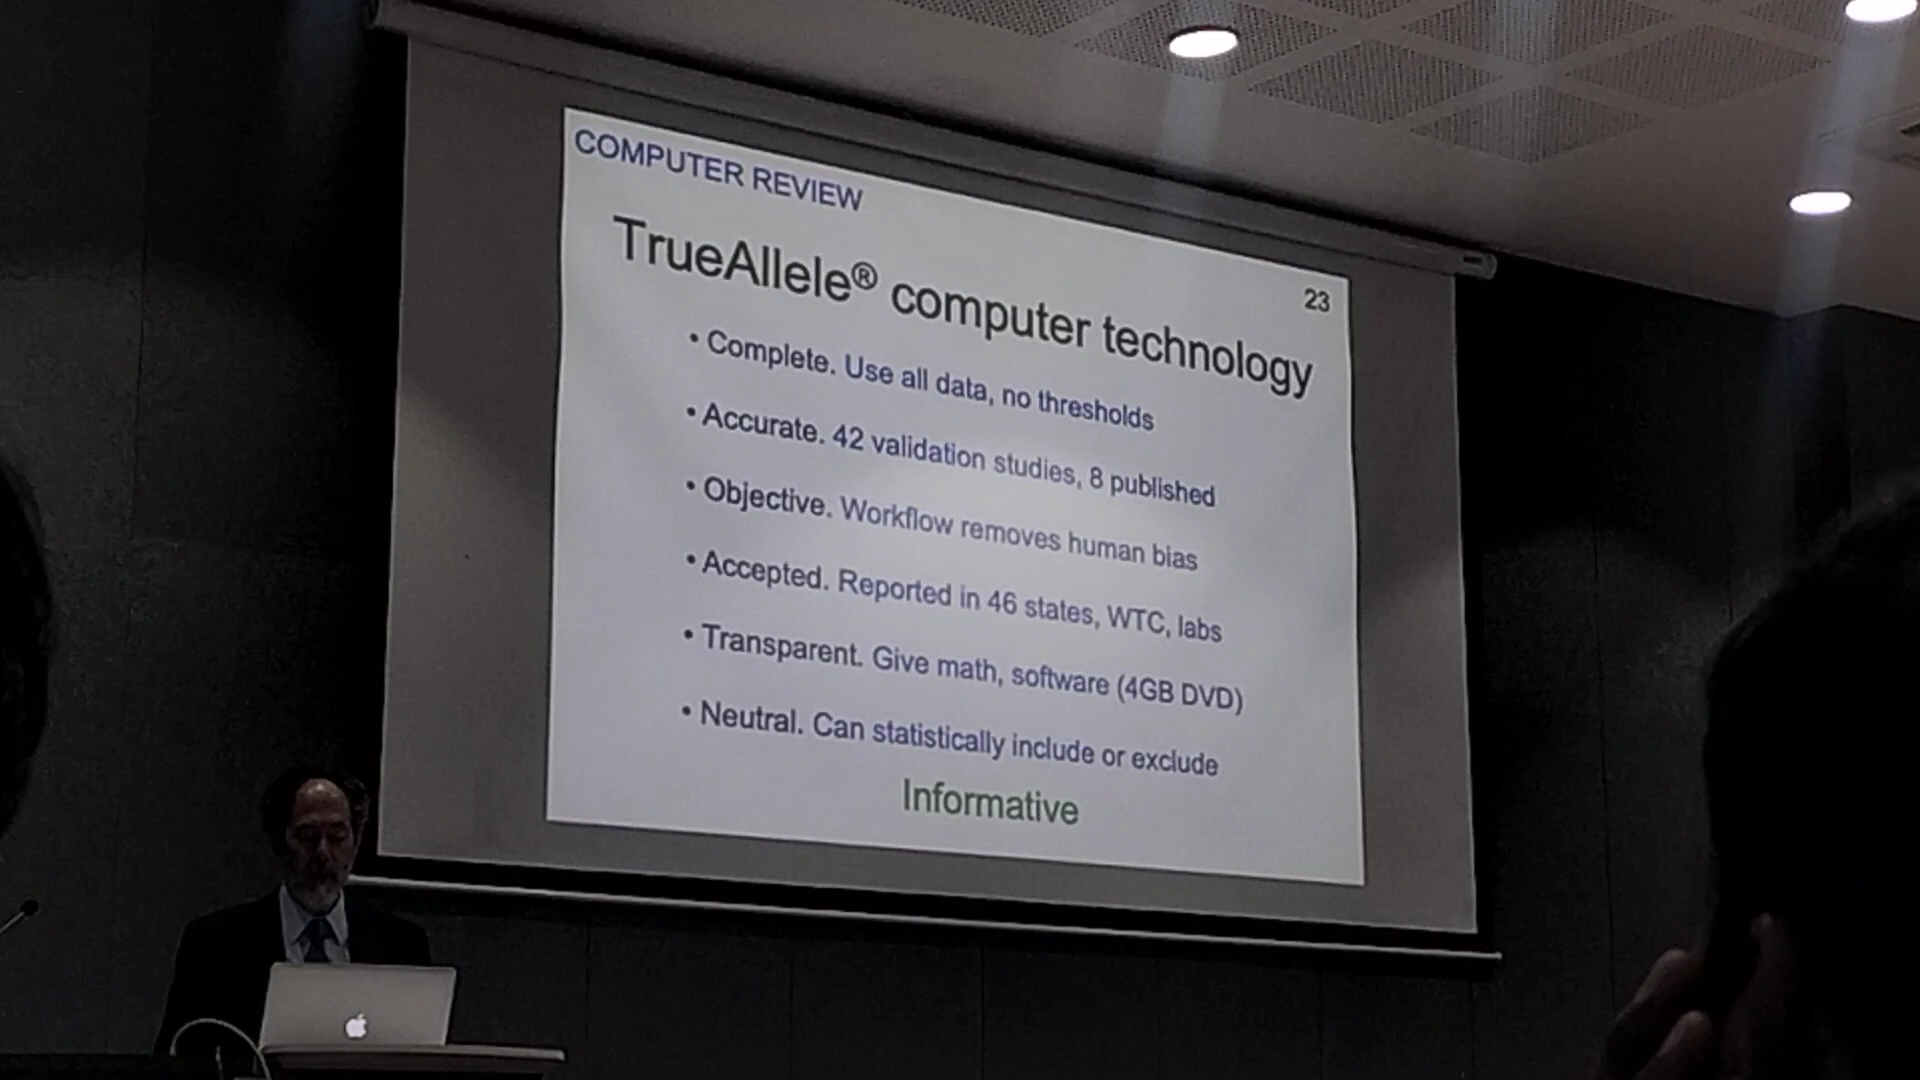 COMPUTER REVIEW
23
TrueAllele® computer technology
• Complete. Use all data, no thresholds
• Accurate. 42 validation studies, 8 published
• Objective. Workflow removes human bias
• Accepted. Reported in 46 states, WTC, labs
• Transparent. Give math, software (4GB DVD)
• Neutral. Can statistically include or exclude
Informative